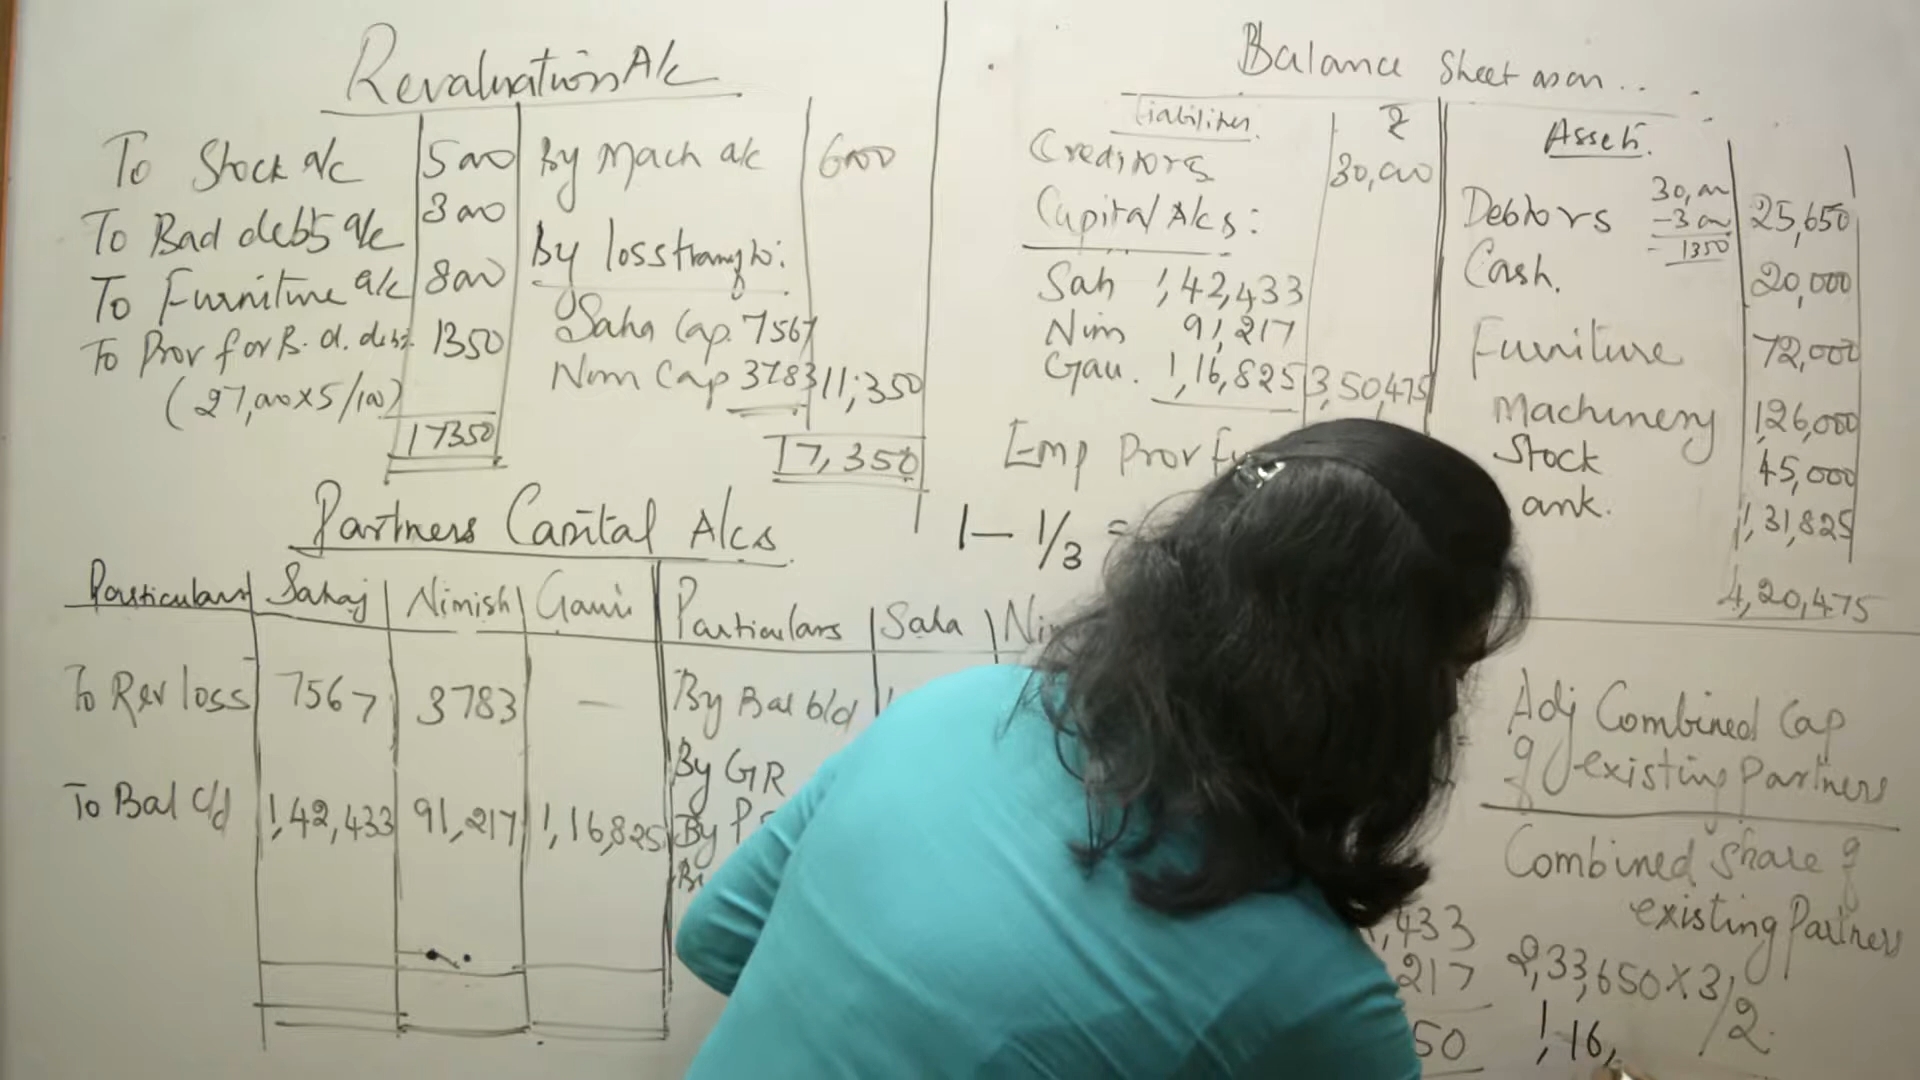 Revaluation A/c
To Stock a/c 5000 By Mach a/c 6000
To Bad debts a/c 3000 By loss transf to:
To Furniture a/c 8000 Saha Cap. 7567
To Prov for B. d. debts. 1350 Nim Cap 3783 11,350
(27,000x5/100)
17350 17,350
Partners Capital A/cs
Particulars Sahaj Nimish Gauri Particulars Saha
To Rev loss 7567 3783 — By Bal b/d
By GR
To Bal c/d 1,42,433 91,217 1,16,825 By P
Balance Sheet as on ...
Liabilities. ₹ Assets.
Creditors 30,000
Capital A/cs:
Sah 1,42,433
Nim 91,217
Gau. 1,16,825 3,50,475
Emp Prov
30,000
Debtors -3000 25,650
-1350
Cash. 20,000
Furniture 72,000
Machinery 1,26,000
Stock 45,000
ank. 1,31,825
4,20,475
1 - 1/3 =
Adj Combined Cap
of existing Partners
Combined share of
existing Partners
,433
217
50
2,33,650 x 3/2.
1,16,